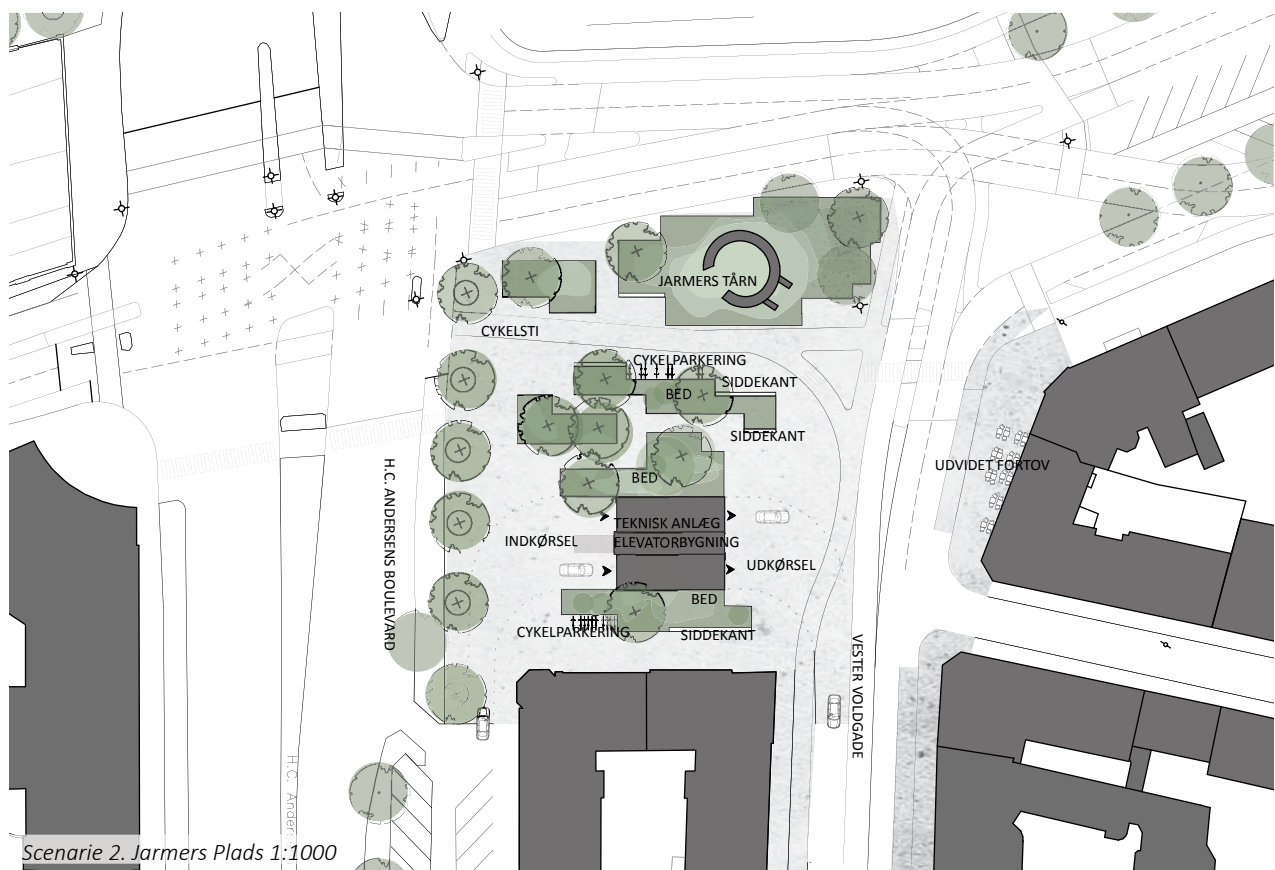 JARMERS TÅRN
CYKELSTI
CYKELPARKERING
SIDDEKANT
BED
SIDDEKANT
UDVIDET FORTOV
H.C. ANDERSENS BOULEVARD
BED
TEKNISK ANLÆG
INDKØRSEL
ELEVATORBYGNING
UDKØRSEL
BED
CYKELPARKERING
SIDDEKANT
VESTER VOLDGADE
H.C.
Scenarie 2. Jarmers Plads 1:1000